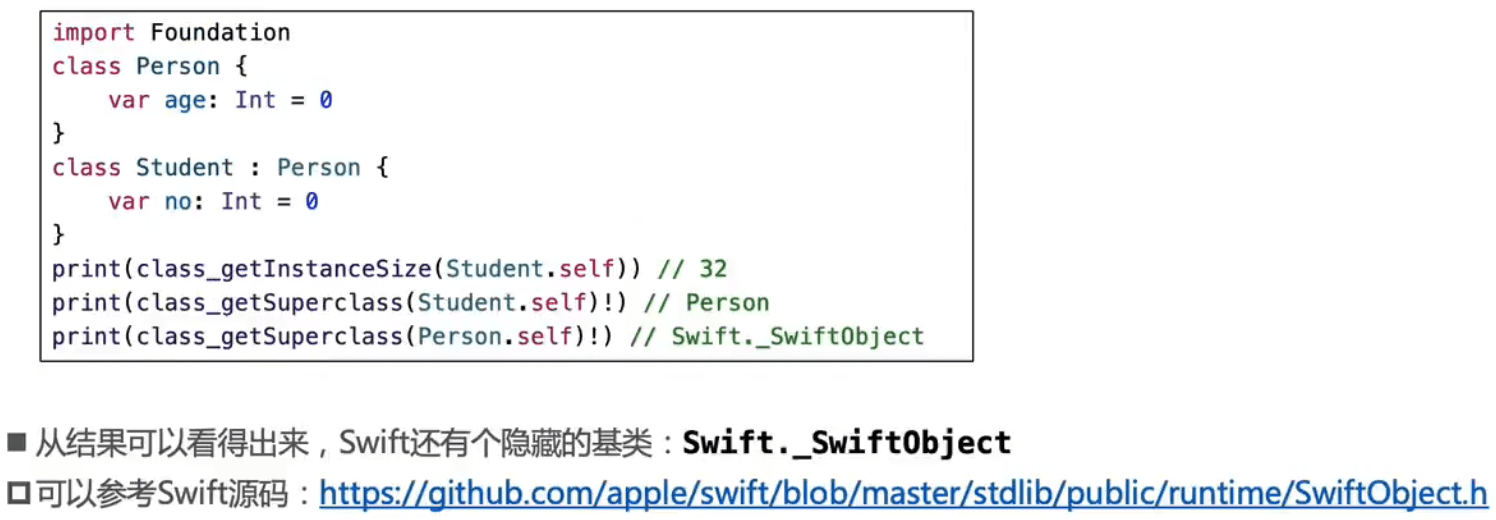 import Foundation
class Person {
    var age: Int = 0
}
class Student : Person {
    var no: Int = 0
}
print(class_getInstanceSize(Student.self)) // 32
print(class_getSuperclass(Student.self)!) // Person
print(class_getSuperclass(Person.self)!) // Swift._SwiftObject
■ 从结果可以看得出来，Swift还有个隐藏的基类：Swift._SwiftObject
□ 可以参考Swift源码：https://github.com/apple/swift/blob/master/stdlib/public/runtime/SwiftObject.h